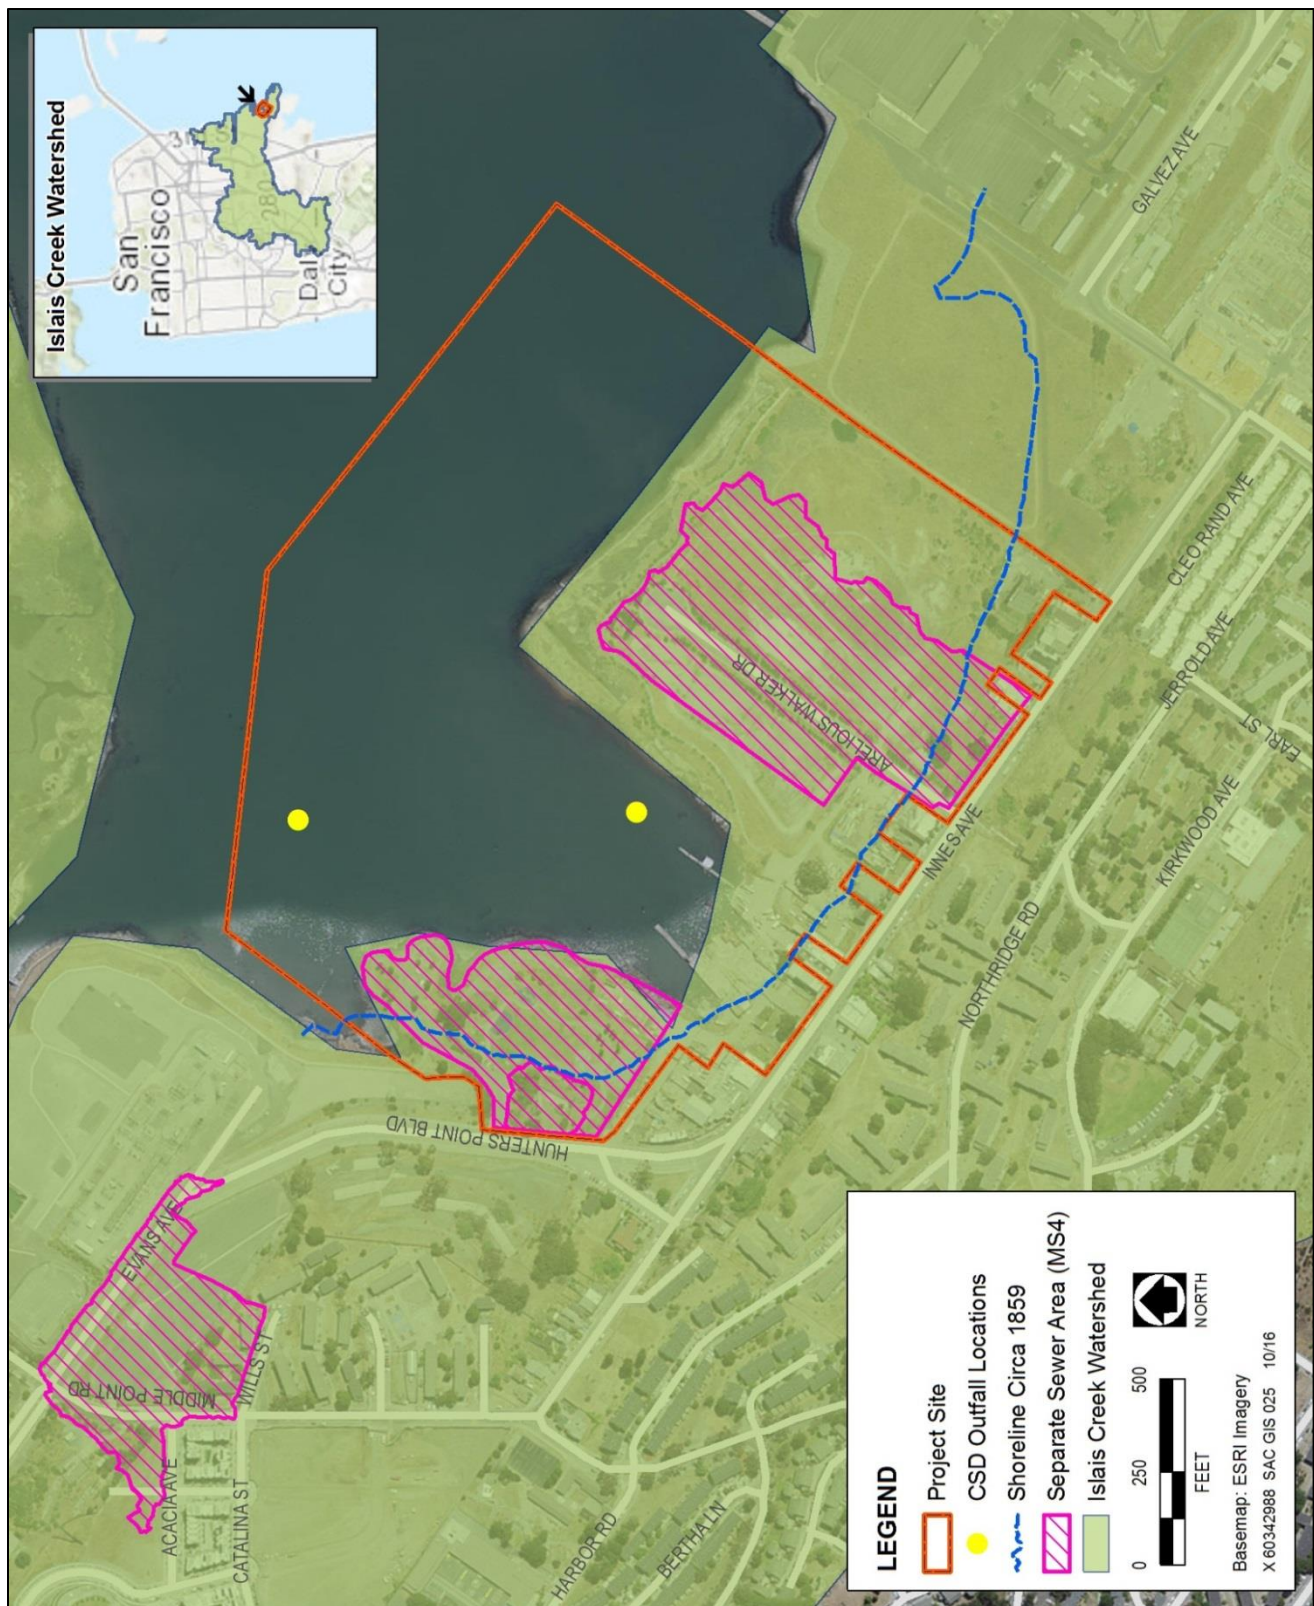 Islais Creek Watershed
San
Francisco
3rd St
280
Daly
City
EVANS AVE
MIDDLE POINT RD
WILLS ST
ACACIA AVE
CATALINA ST
HUNTERS POINT BLVD
HARBOR RD
BERTHA LN
ARELIOUS WALKER DR
INNES AVE
NORTHRIDGE RD
KIRKWOOD AVE
JERROLD AVE
EARL ST
CLEO RAND AVE
GALVEZ AVE
LEGEND
Project Site
CSD Outfall Locations
Shoreline Circa 1859
Separate Sewer Area (MS4)
Islais Creek Watershed
0 250 500
FEET
NORTH
Basemap: ESRI Imagery
X 60342988 SAC GIS 025 10/16